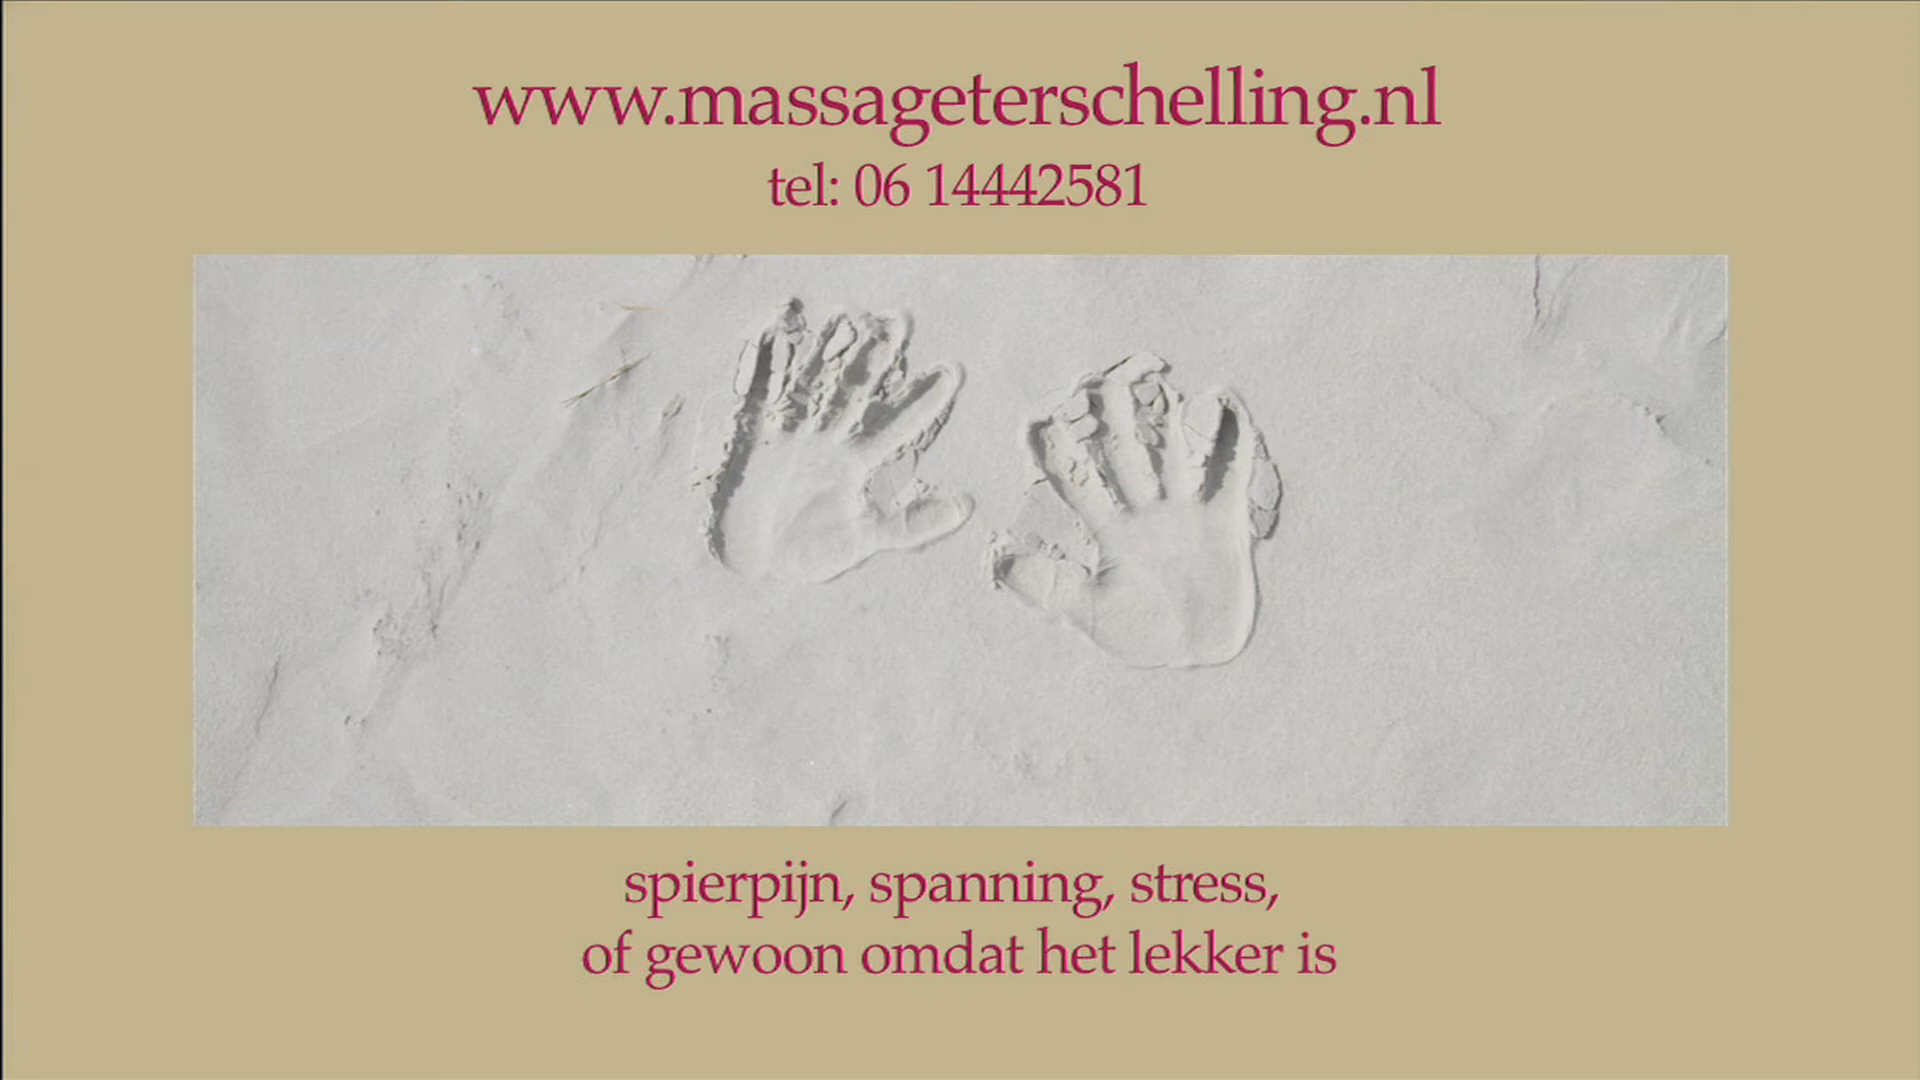 www.massageterschelling.nl
tel: 06 14442581
spierpijn, spanning, stress,
of gewoon omdat het lekker is